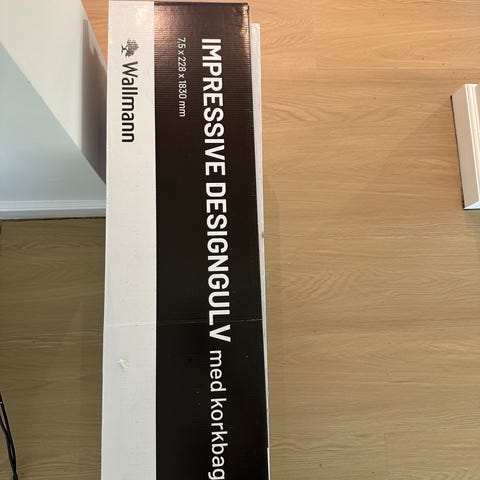 Wallmann
IMPRESSIVE DESIGNGULV med korkbag
7,5 x 228 x 1830 mm